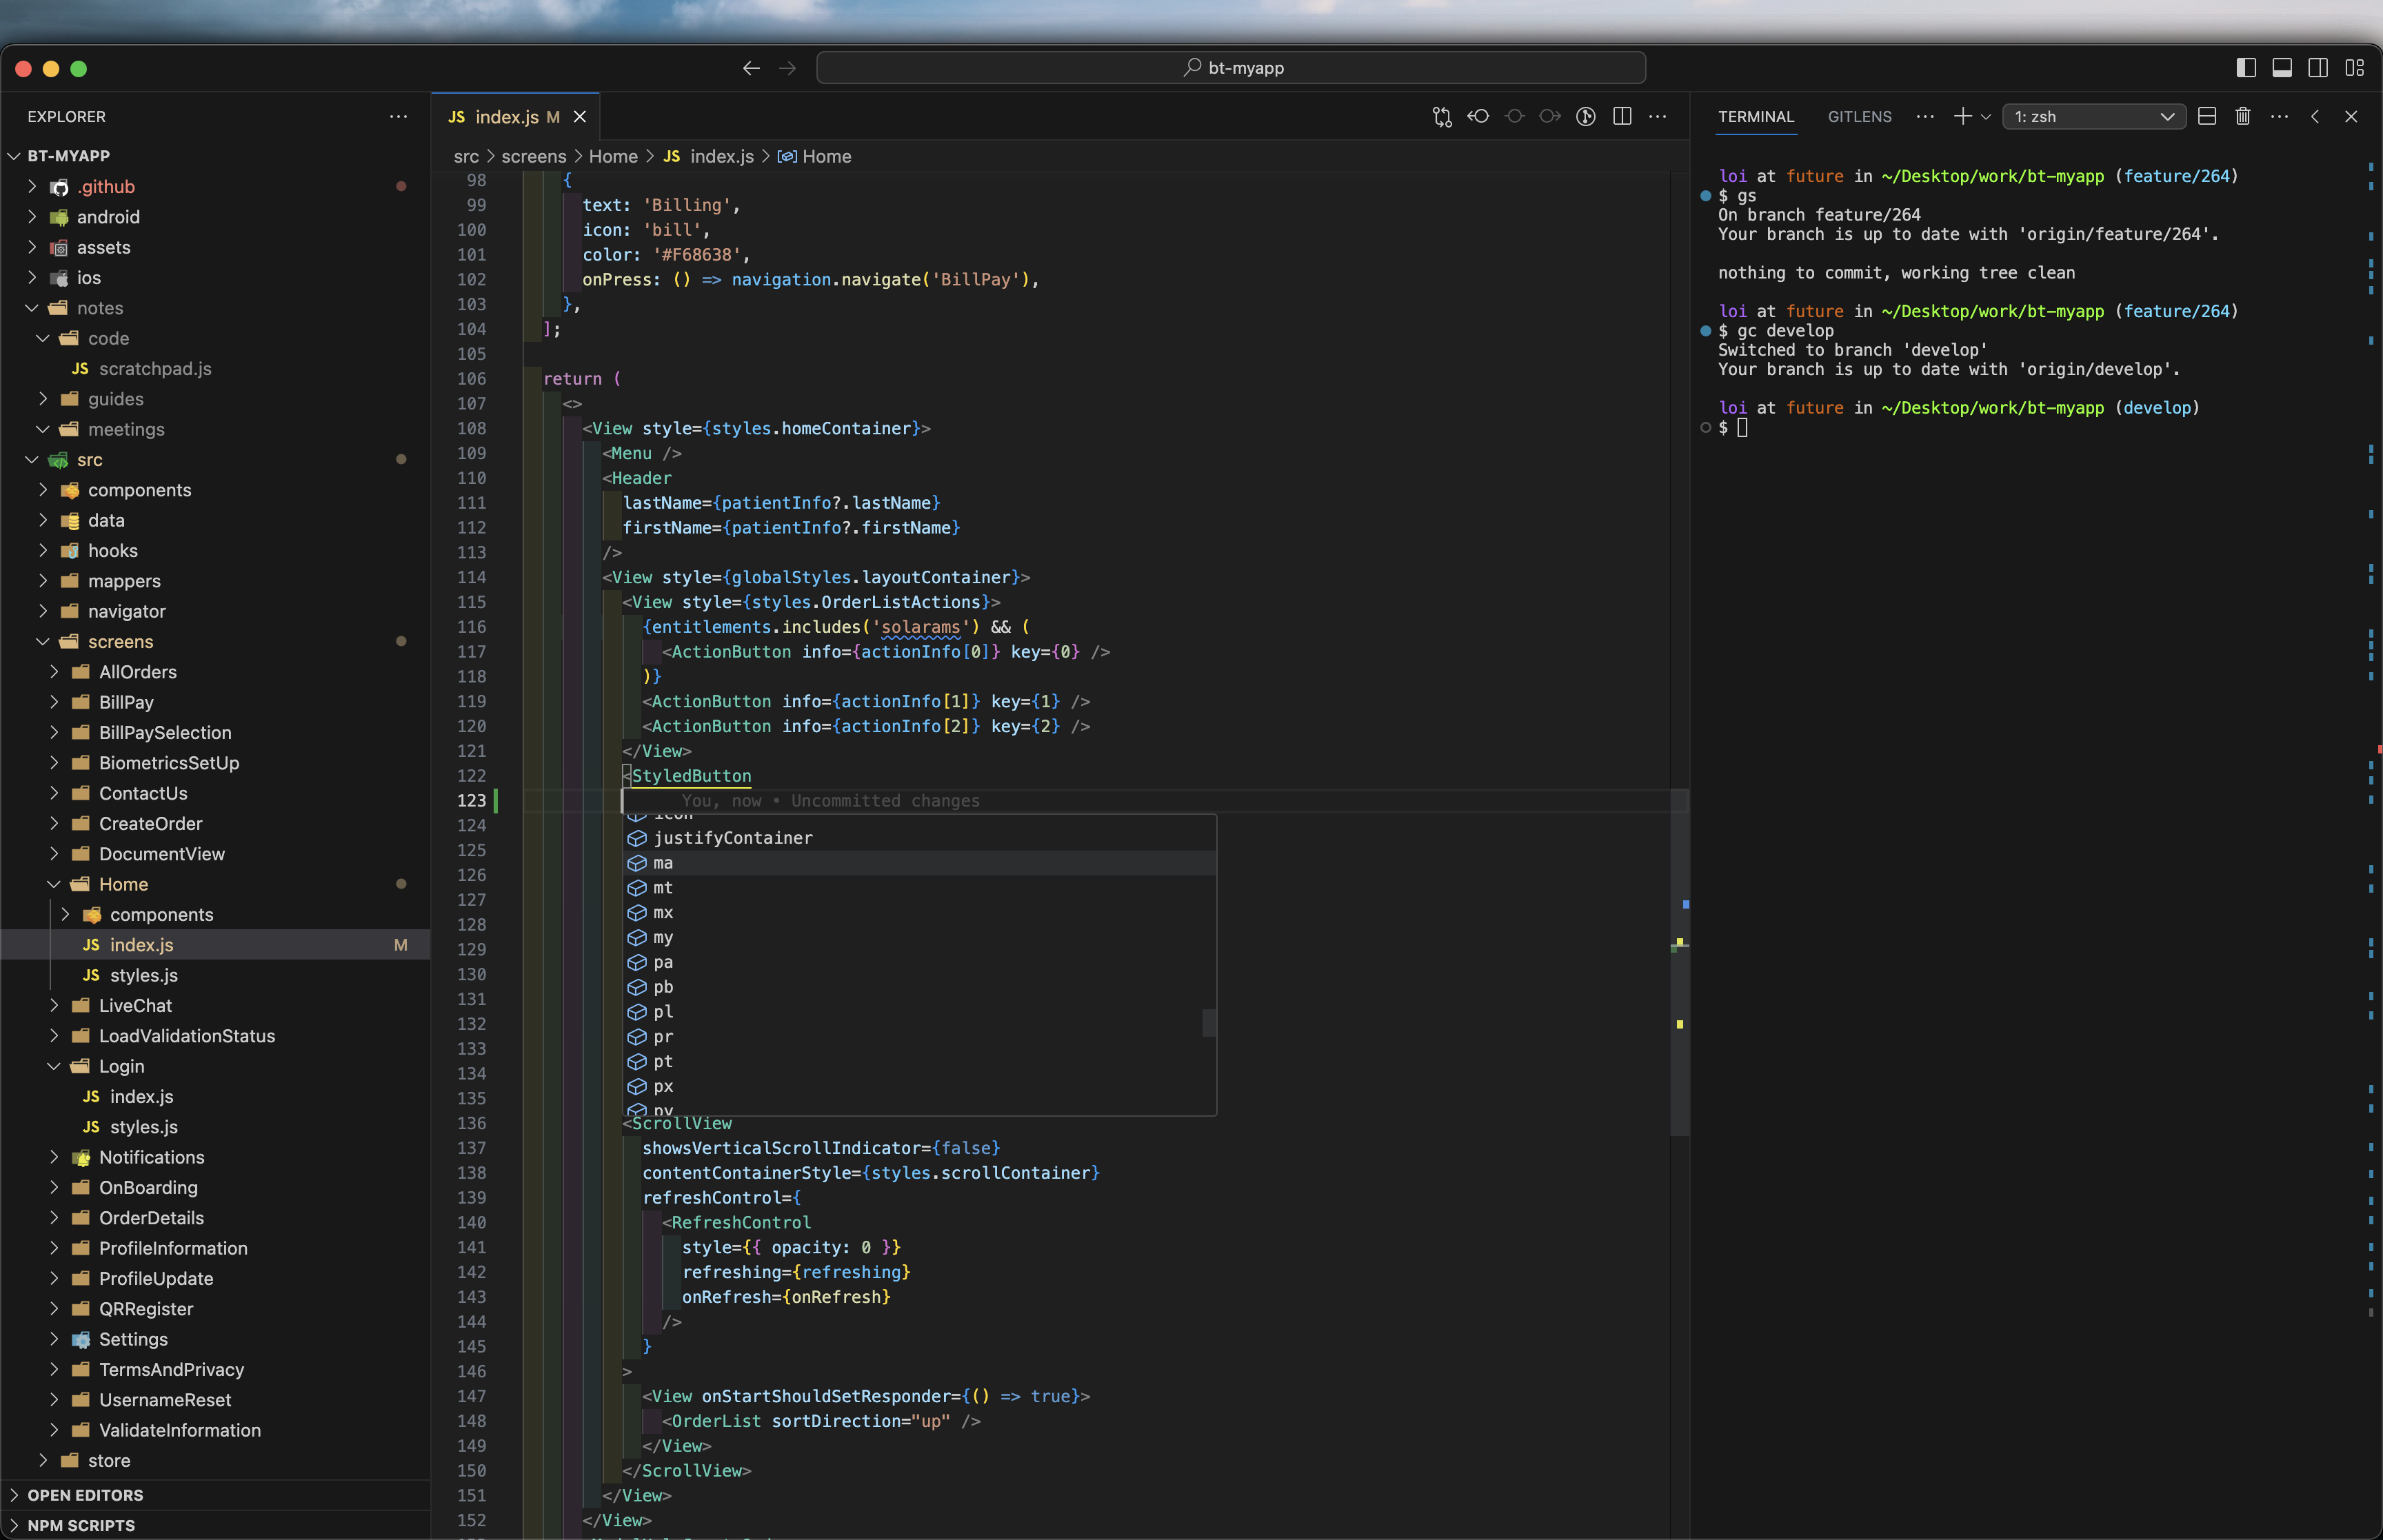 bt-myapp
EXPLORER
BT-MYAPP
.github
android
assets
ios
notes
code
JS scratchpad.js
guides
meetings
src
components
data
hooks
mappers
navigator
screens
AllOrders
BillPay
BillPaySelection
BiometricsSetUp
ContactUs
CreateOrder
DocumentView
Home
components
JS index.js M
JS styles.js
LiveChat
LoadValidationStatus
Login
JS index.js
JS styles.js
Notifications
OnBoarding
OrderDetails
ProfileInformation
ProfileUpdate
QRRegister
Settings
TermsAndPrivacy
UsernameReset
ValidateInformation
store
OPEN EDITORS
NPM SCRIPTS
JS index.js M
src > screens > Home > JS index.js > Home
98 {
99 text: 'Billing',
100 icon: 'bill',
101 color: '#F68638',
102 onPress: () => navigation.navigate('BillPay'),
103 },
104 ];
105
106 return (
107 <>
108 <View style={styles.homeContainer}>
109 <Menu />
110 <Header
111 lastName={patientInfo?.lastName}
112 firstName={patientInfo?.firstName}
113 />
114 <View style={globalStyles.layoutContainer}>
115 <View style={styles.OrderListActions}>
116 {entitlements.includes('solarams') && (
117 <ActionButton info={actionInfo[0]} key={0} />
118 )}
119 <ActionButton info={actionInfo[1]} key={1} />
120 <ActionButton info={actionInfo[2]} key={2} />
121 </View>
122 <StyledButton
123 You, now • Uncommitted changes
124 icon
125 justifyContainer
126 ma
127 mt
128 mx
129 my
130 pa
131 pb
132 pl
133 pr
134 pt
135 px
py
136 <ScrollView
137 showsVerticalScrollIndicator={false}
138 contentContainerStyle={styles.scrollContainer}
139 refreshControl={
140 <RefreshControl
141 style={{ opacity: 0 }}
142 refreshing={refreshing}
143 onRefresh={onRefresh}
144 />
145 }
146 >
147 <View onStartShouldSetResponder={() => true}>
148 <OrderList sortDirection="up" />
149 </View>
150 </ScrollView>
151 </View>
152 </View>
TERMINAL GITLENS 1: zsh
loi at future in ~/Desktop/work/bt-myapp (feature/264)
$ gs
On branch feature/264
Your branch is up to date with 'origin/feature/264'.
nothing to commit, working tree clean
loi at future in ~/Desktop/work/bt-myapp (feature/264)
$ gc develop
Switched to branch 'develop'
Your branch is up to date with 'origin/develop'.
loi at future in ~/Desktop/work/bt-myapp (develop)
$